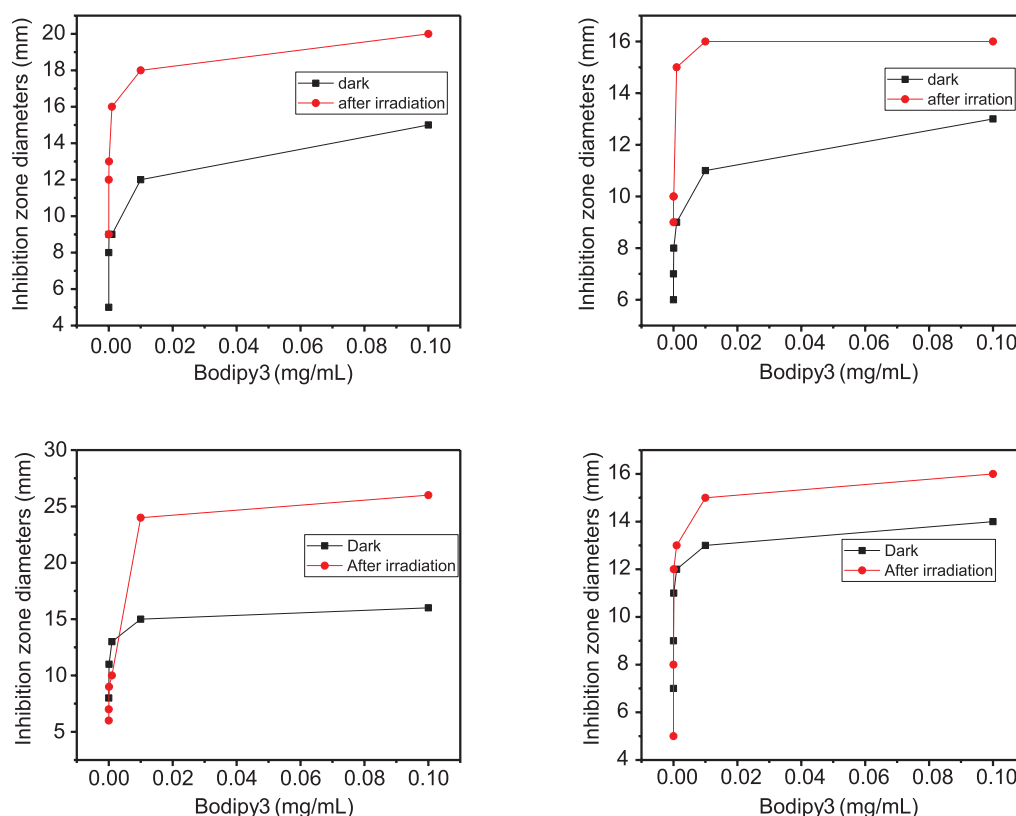 Inhibition zone diameters (mm)
20
18
16
14
12
10
8
6
4
dark
after irradiation
0.00 0.02 0.04 0.06 0.08 0.10
Bodipy3 (mg/mL)
Inhibition zone diameters (mm)
16
14
12
10
8
6
dark
after irration
0.00 0.02 0.04 0.06 0.08 0.10
Bodipy3 (mg/mL)
Inhibition zone diameters (mm)
30
25
20
15
10
5
Dark
After irradiation
0.00 0.02 0.04 0.06 0.08 0.10
Bodipy3 (mg/mL)
Inhibition zone diameters (mm)
16
14
12
10
8
6
4
Dark
After irradiation
0.00 0.02 0.04 0.06 0.08 0.10
Bodipy3 (mg/mL)